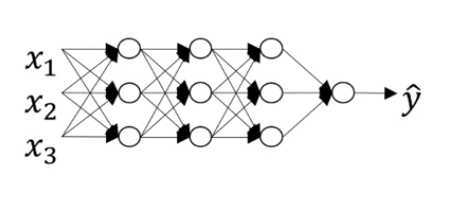 x₁
x₂
x₃
ŷ